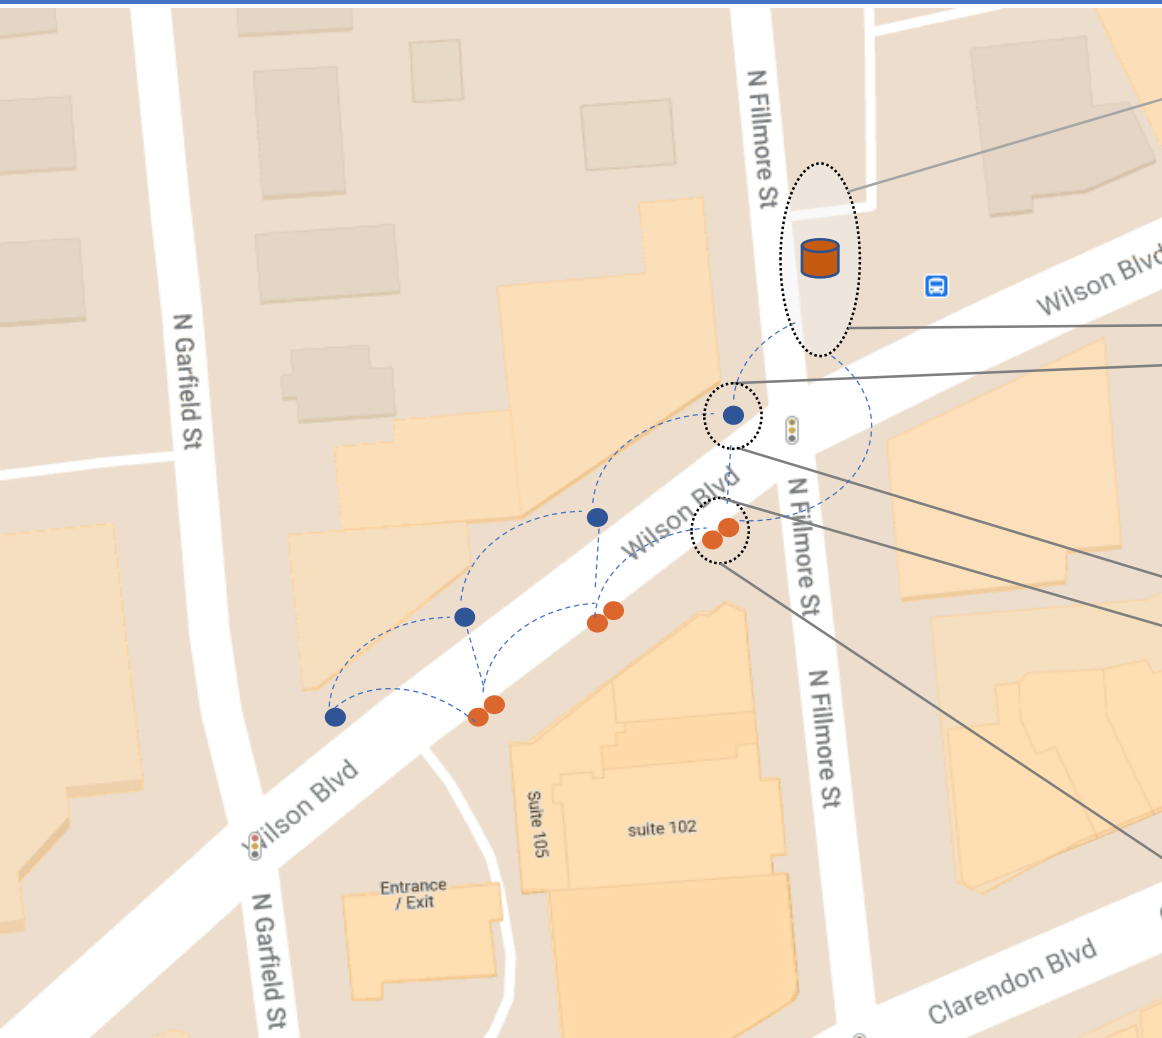 N Fillmore St
Wilson Blvd
N Garfield St
Wilson Blvd
N Fillmore St
N Fillmore St
Wilson Blvd
Suite 105
suite 102
Entrance
/ Exit
N Garfield St
Clarendon Blvd